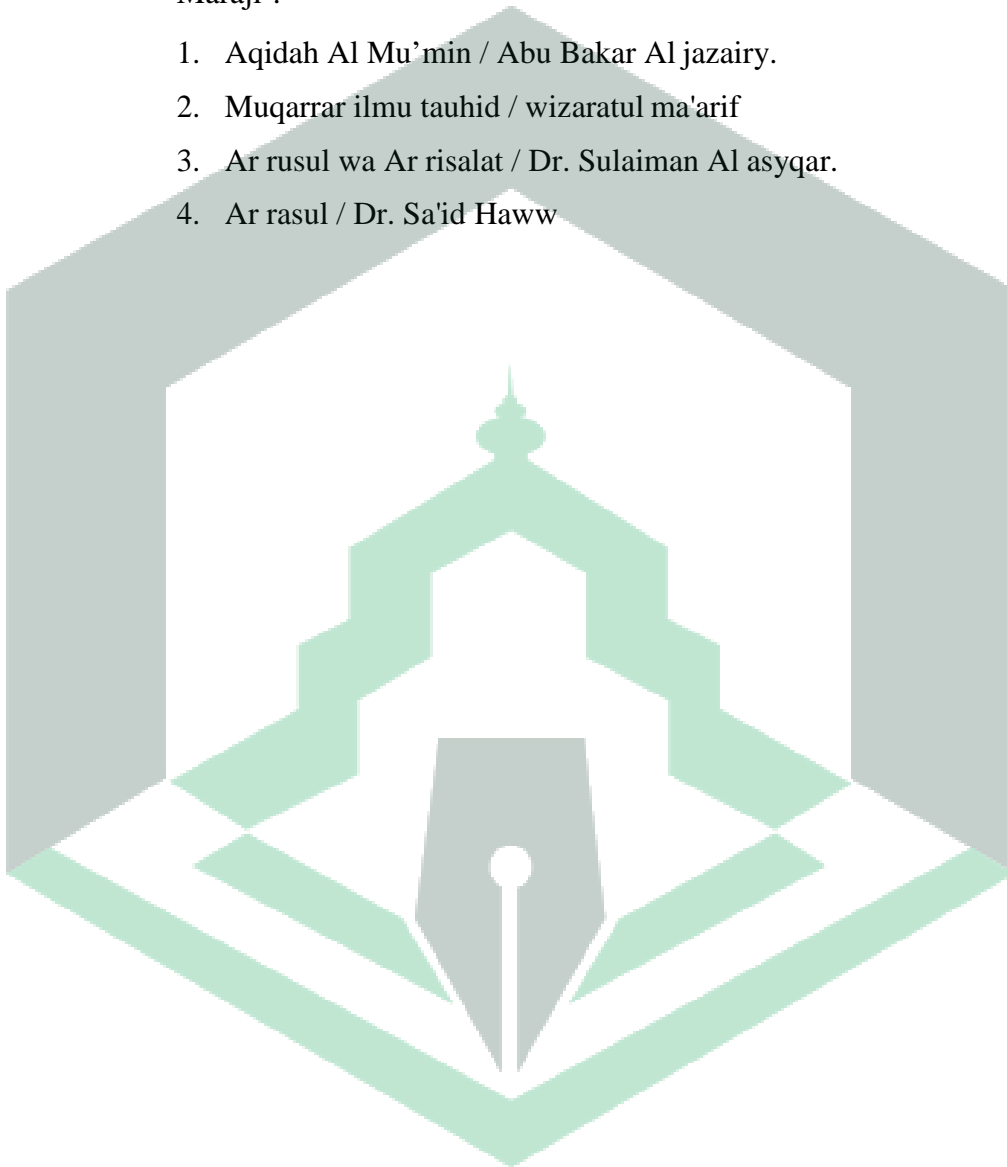 Maraji' :
1. Aqidah Al Mu’min / Abu Bakar Al jazairy.
2. Muqarrar ilmu tauhid / wizaratul ma'arif
3. Ar rusul wa Ar risalat / Dr. Sulaiman Al asyqar.
4. Ar rasul / Dr. Sa'id Haww